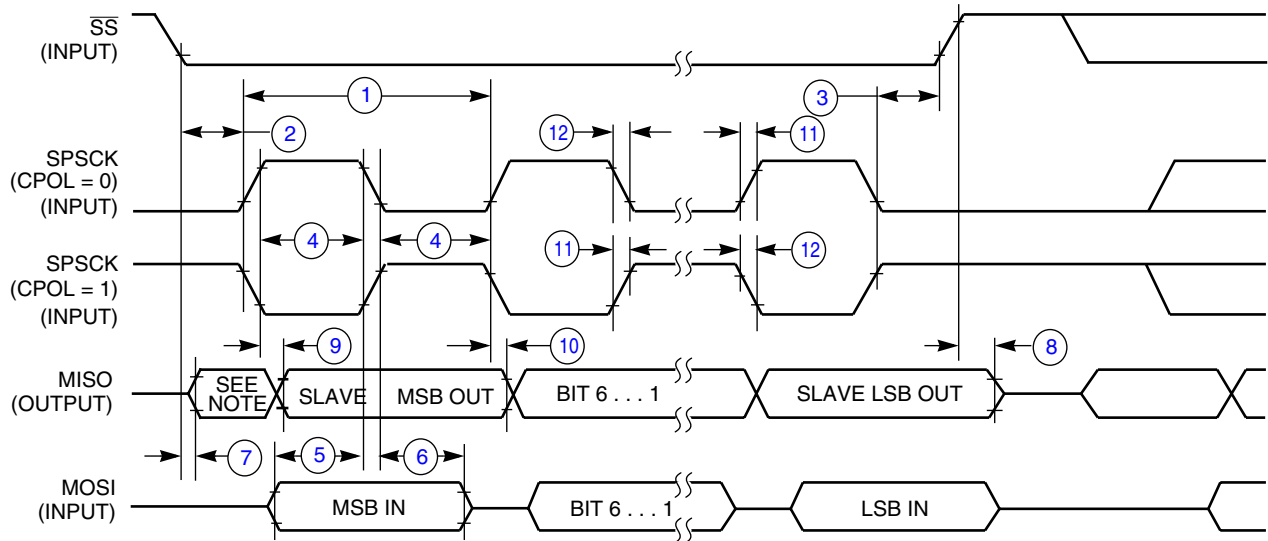 SS
(INPUT)
1
3
2
12
11
SPSCK
(CPOL = 0)
(INPUT)
4
4
11
12
SPSCK
(CPOL = 1)
(INPUT)
9
10
8
MISO
(OUTPUT)
SEE
NOTE
SLAVE
MSB OUT
BIT 6 . . . 1
SLAVE LSB OUT
7
5
6
MOSI
(INPUT)
MSB IN
BIT 6 . . . 1
LSB IN